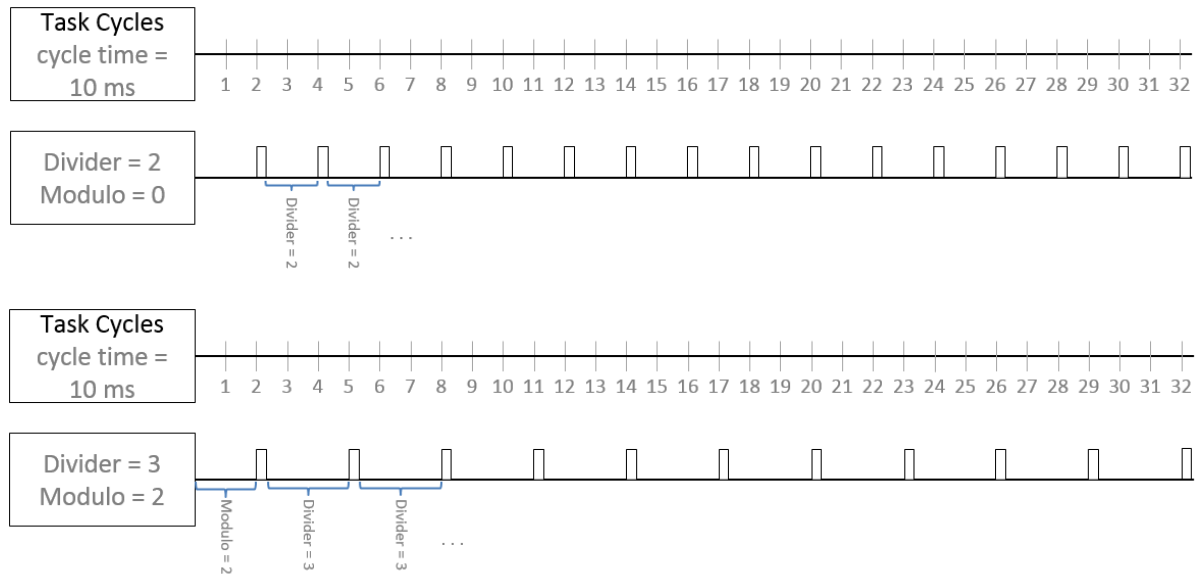 Task Cycles
cycle time =
10 ms
1 2 3 4 5 6 7 8 9 10 11 12 13 14 15 16 17 18 19 20 21 22 23 24 25 26 27 28 29 30 31 32
Divider = 2
Modulo = 0
Divider = 2
Divider = 2
. . .
Task Cycles
cycle time =
10 ms
1 2 3 4 5 6 7 8 9 10 11 12 13 14 15 16 17 18 19 20 21 22 23 24 25 26 27 28 29 30 31 32
Divider = 3
Modulo = 2
Modulo = 2
Divider = 3
Divider = 3
. . .